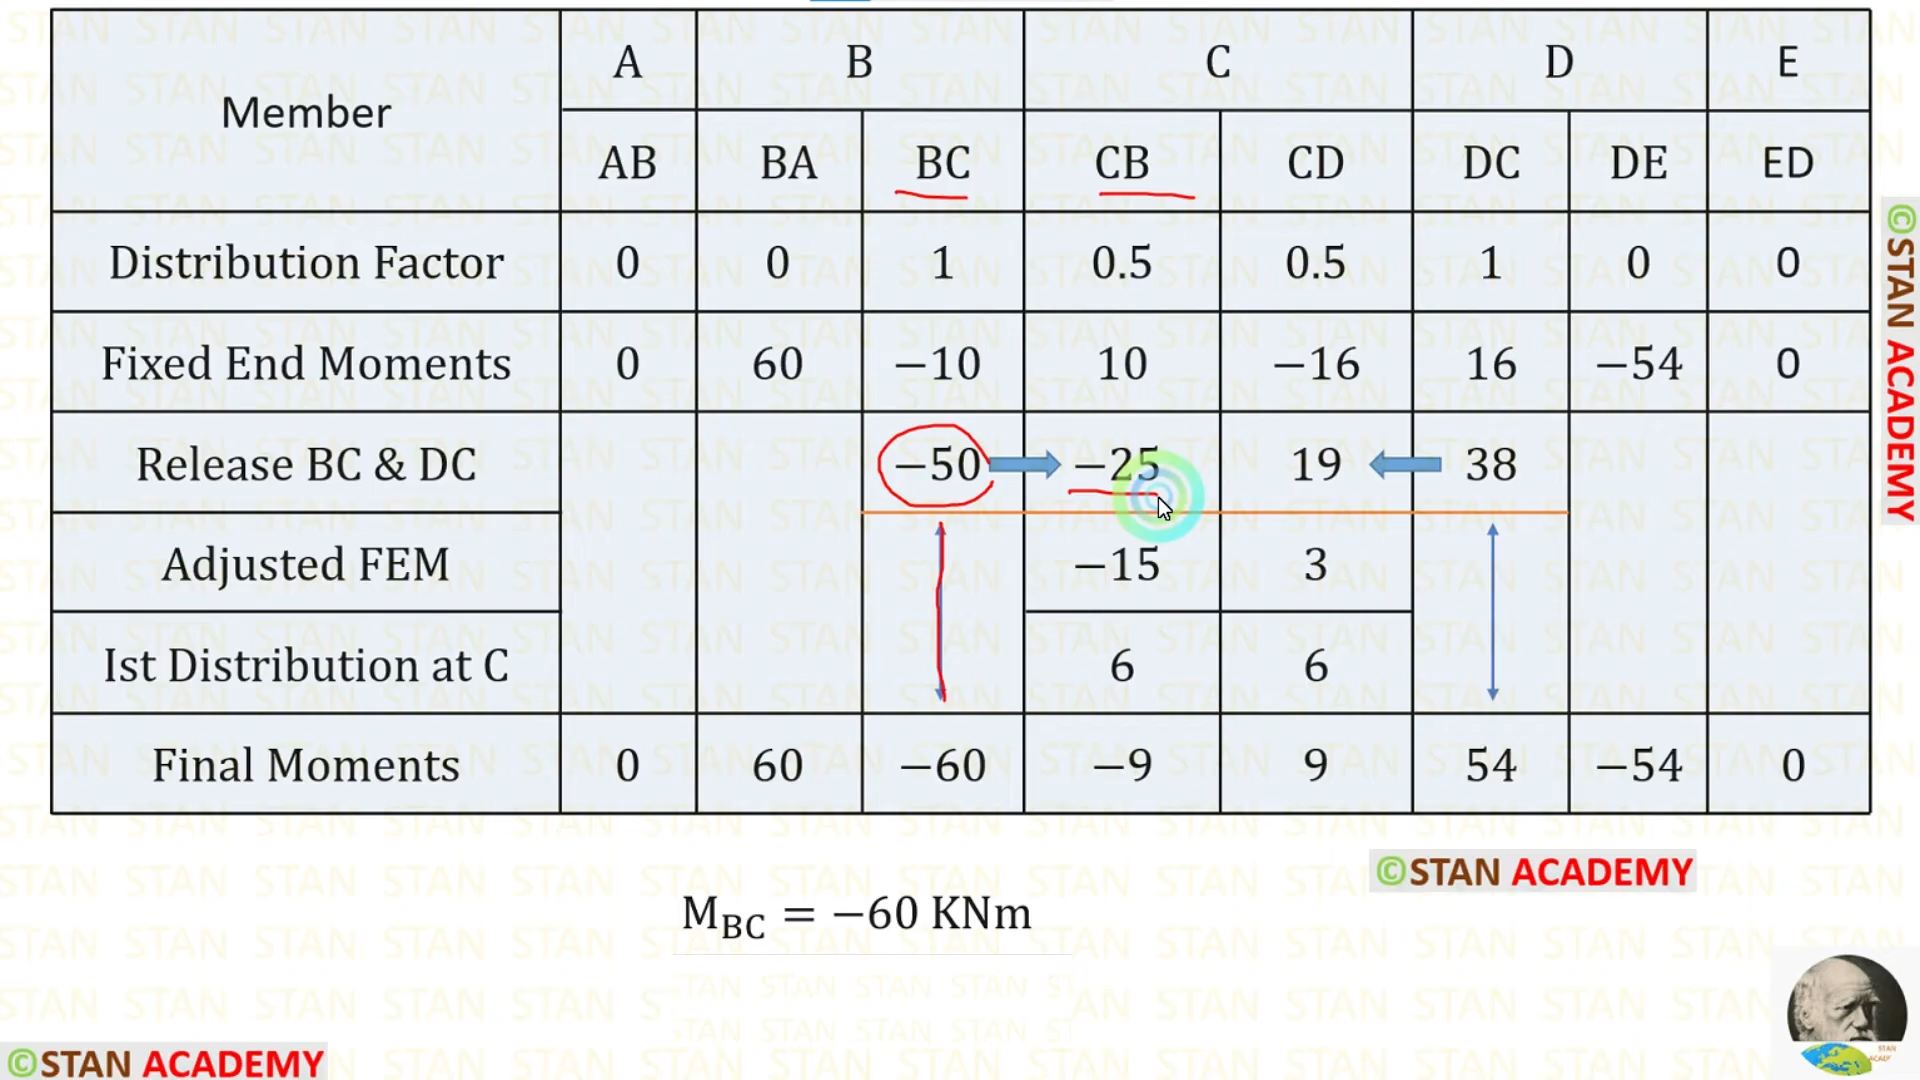 Member A B C D E
AB BA BC CB CD DC DE ED
Distribution Factor 0 0 1 0.5 0.5 1 0 0
Fixed End Moments 0 60 −10 10 −16 16 −54 0
Release BC & DC −50 −25 19 38
Adjusted FEM −15 3
Ist Distribution at C 6 6
Final Moments 0 60 −60 −9 9 54 −54 0
©STAN ACADEMY
©STAN ACADEMY
M_BC = −60 KNm
©STAN ACADEMY